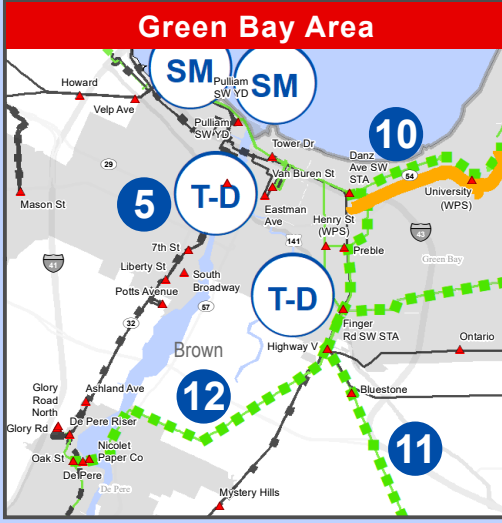 Green Bay Area
SM
SM
Pulliam
SW YD
Howard
Velp Ave
Pulliam
SW YD
Tower Dr
10
Danz
Ave SW
STA
29
Van Buren St
54
University
(WPS)
Mason St
5
T-D
Eastman
Ave
Henry St
(WPS)
43
141
7th St
Preble
Green Bay
41
Liberty St
South
Broadway
Potts Avenue
T-D
57
32
Finger
Rd SW STA
Brown
Highway V
Ontario
Glory
Road
North
Ashland Ave
12
Bluestone
De Pere Riser
Glory Rd
Nicolet
Paper Co
11
Oak St
De Pere
De Pere
Mystery Hills